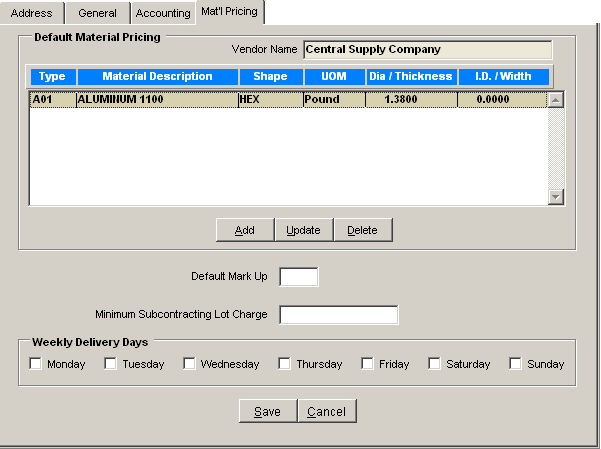 Address General Accounting Mat'l Pricing
Default Material Pricing
Vendor Name Central Supply Company
Type Material Description Shape UOM Dia / Thickness I.D. / Width
A01 ALUMINUM 1100 HEX Pound 1.3800 0.0000
Add Update Delete
Default Mark Up
Minimum Subcontracting Lot Charge
Weekly Delivery Days
Monday Tuesday Wednesday Thursday Friday Saturday Sunday
Save Cancel